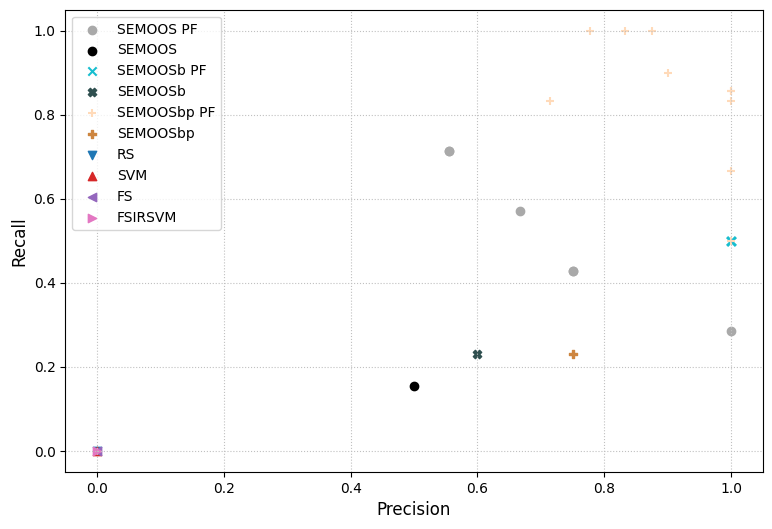 SEMOOS PF
SEMOOS
SEMOOSb PF
SEMOOSb
SEMOOSbp PF
SEMOOSbp
RS
SVM
FS
FSIRSVM
1.0
0.8
0.6
0.4
0.2
0.0
Recall
0.0 0.2 0.4 0.6 0.8 1.0
Precision